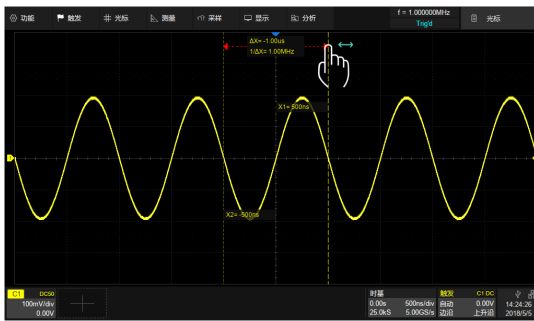 功能 触发 光标 测量 采样 显示 分析
f = 1.000000MHz
Trig'd
光标
ΔX= -1.00us
1/ΔX= 1.00MHz
X1= 500ns
X2= -500ns
C1 DC50
100mV/div
0.00V
时基
0.00s 500ns/div
25.0kS 5.00GS/s
触发 C1 DC
自动 0.00V
边沿 上升沿
14:24:26
2018/5/5